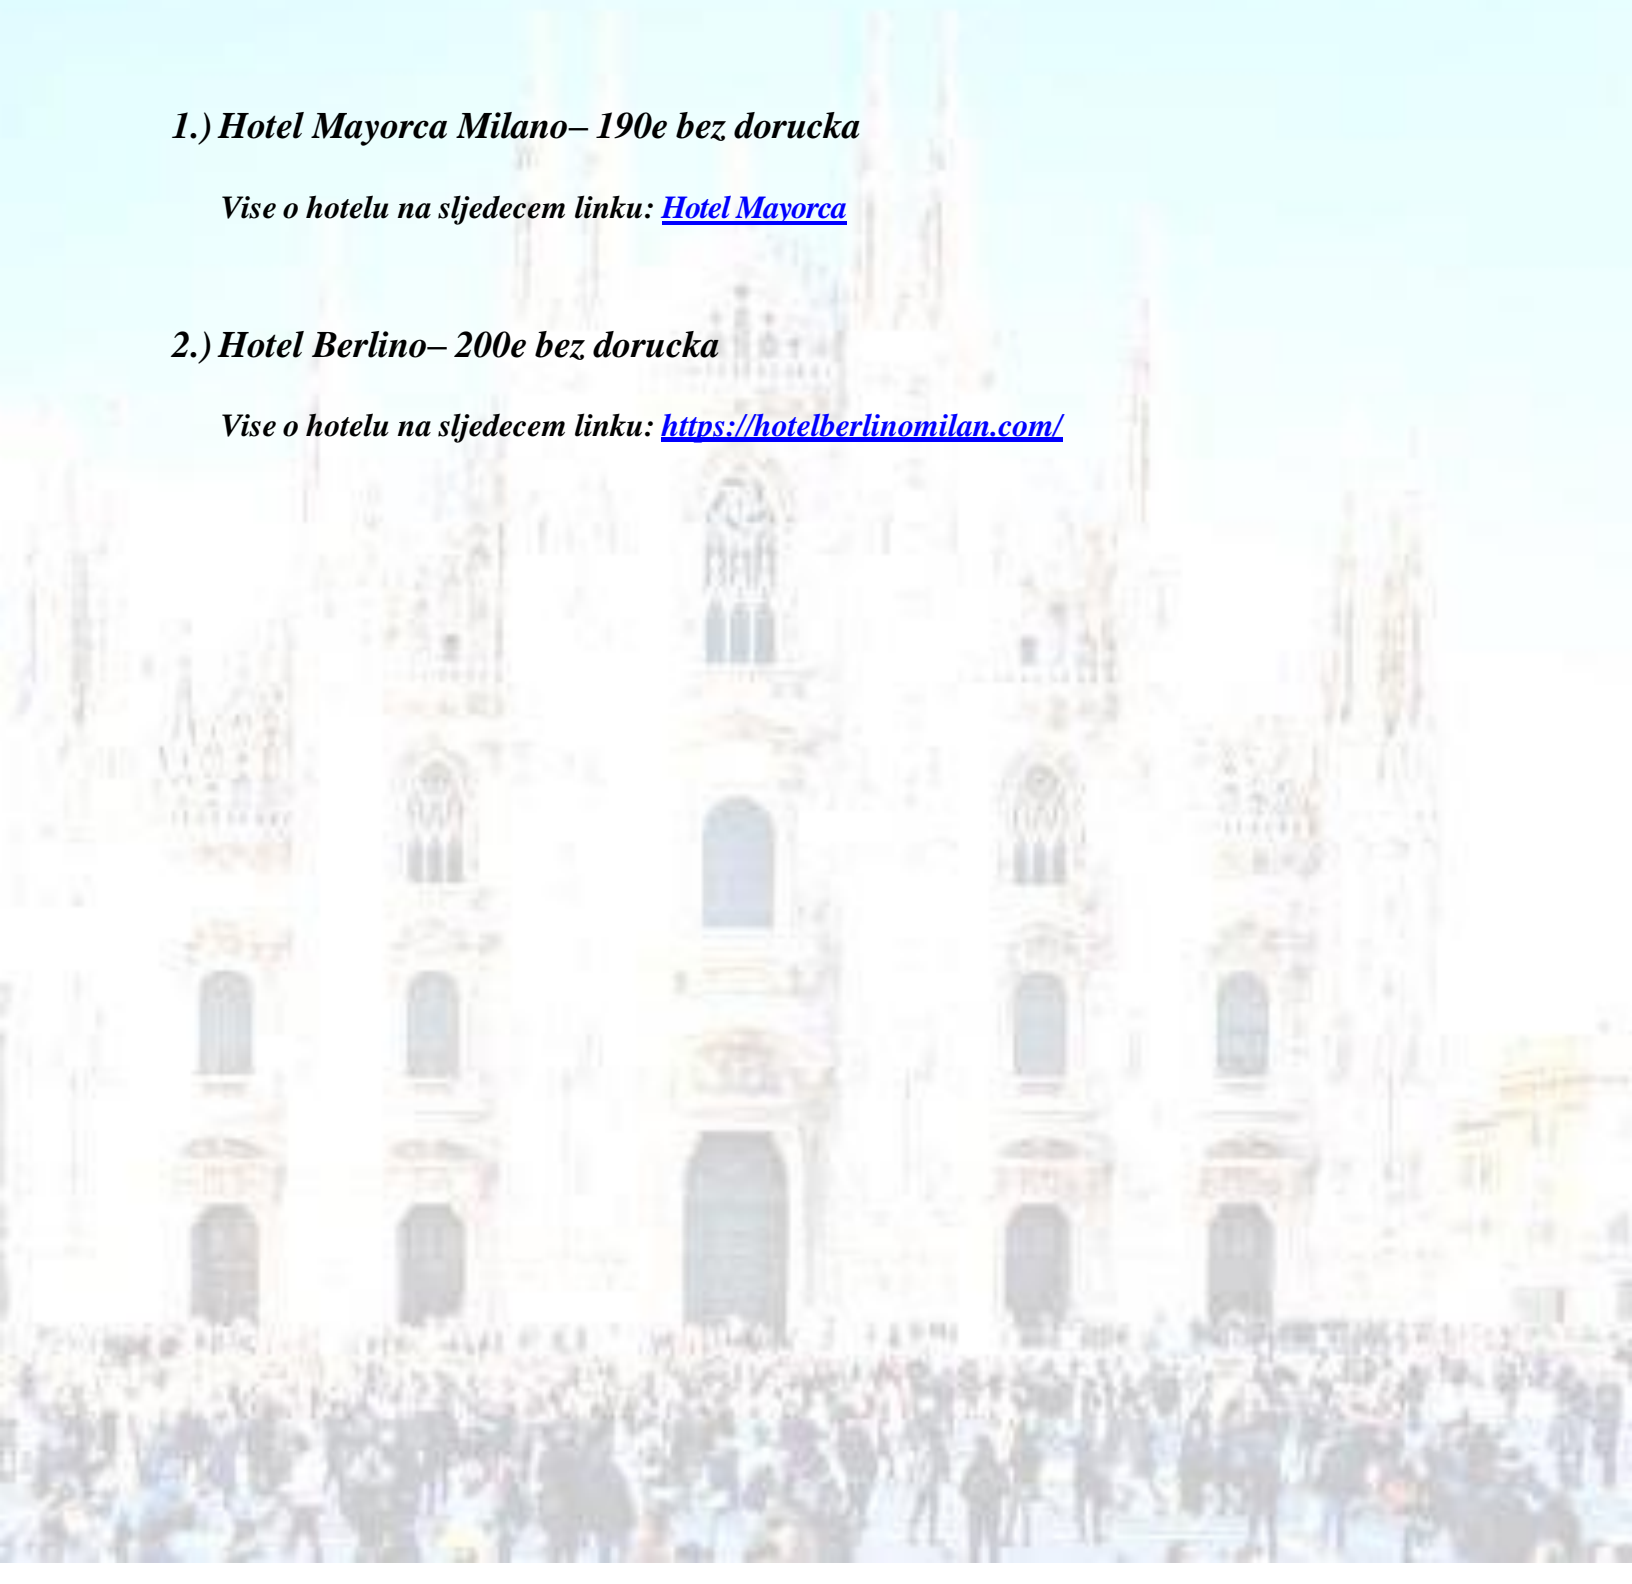 1.) Hotel Mayorca Milano– 190e bez dorucka
Vise o hotelu na sljedecem linku: Hotel Mayorca
2.) Hotel Berlino– 200e bez dorucka
Vise o hotelu na sljedecem linku: https://hotelberlinomilan.com/